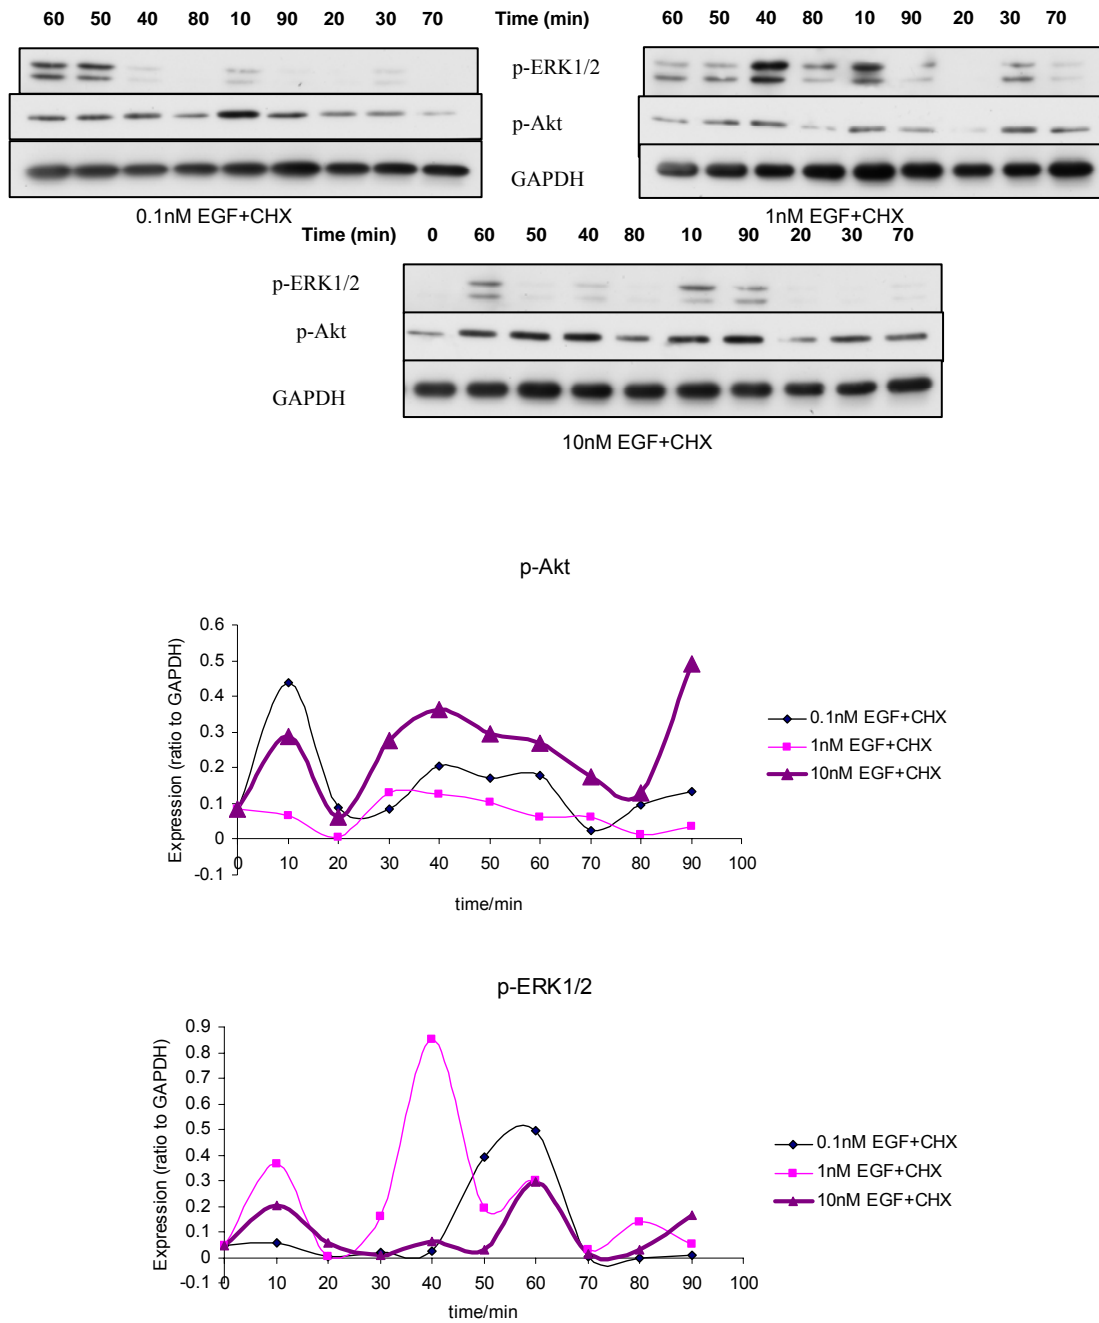 60 50 40 80 10 90 20 30 70 Time (min) 60 50 40 80 10 90 20 30 70
p-ERK1/2
p-Akt
GAPDH
0.1nM EGF+CHX 1nM EGF+CHX
Time (min) 0 60 50 40 80 10 90 20 30 70
p-ERK1/2
p-Akt
GAPDH
10nM EGF+CHX
p-Akt
Expression (ratio to GAPDH)
0.6
0.5
0.4
0.3
0.2
0.1
0
-0.1
0 10 20 30 40 50 60 70 80 90 100
time/min
0.1nM EGF+CHX
1nM EGF+CHX
10nM EGF+CHX
p-ERK1/2
Expression (ratio to GAPDH)
0.9
0.8
0.7
0.6
0.5
0.4
0.3
0.2
0.1
0
-0.1
0 10 20 30 40 50 60 70 80 90 100
time/min
0.1nM EGF+CHX
1nM EGF+CHX
10nM EGF+CHX